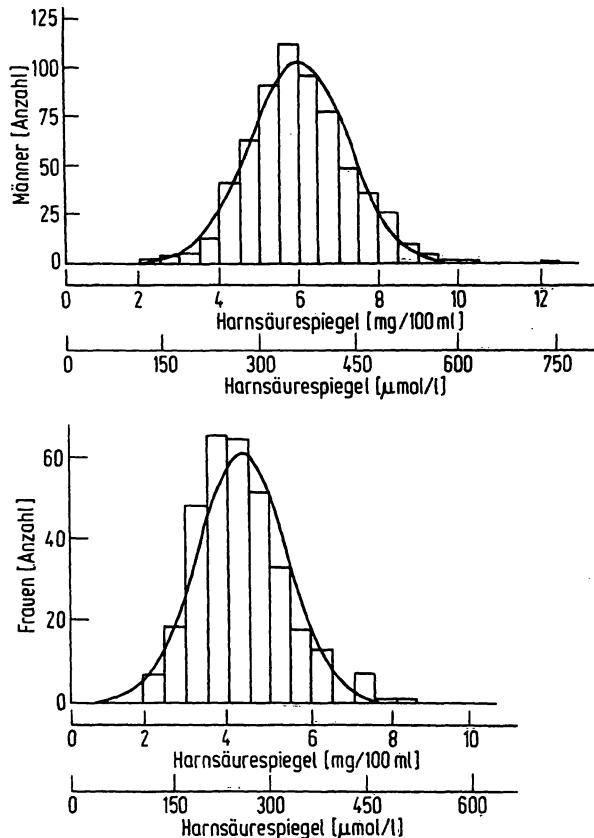 Männer [Anzahl]
125
100
75
50
25
0
0 2 4 6 8 10 12
Harnsäurespiegel [mg/100 ml]
0 150 300 450 600 750
Harnsäurespiegel [µmol/l]
Frauen [Anzahl]
60
40
20
0
0 2 4 6 8 10
Harnsäurespiegel [mg/100 ml]
0 150 300 450 600
Harnsäurespiegel [µmol/l]